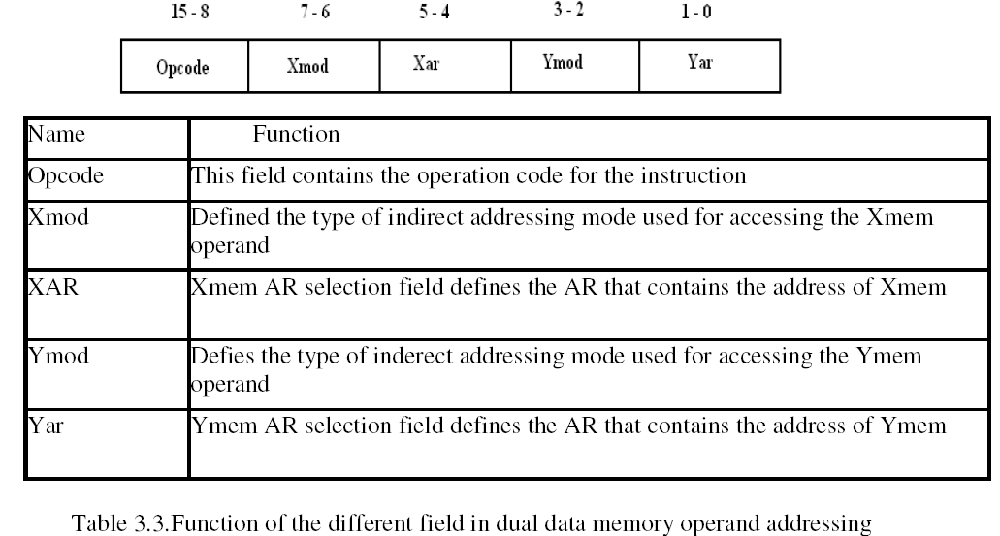 15 - 8 7 - 6 5 - 4 3 - 2 1 - 0
Opcode Xmod Xar Ymod Yar
Name Function
Opcode This field contains the operation code for the instruction
Xmod Defined the type of indirect addressing mode used for accessing the Xmem
operand
XAR Xmem AR selection field defines the AR that contains the address of Xmem
Ymod Defies the type of inderect addressing mode used for accessing the Ymem
operand
Yar Ymem AR selection field defines the AR that contains the address of Ymem
Table 3.3.Function of the different field in dual data memory operand addressing